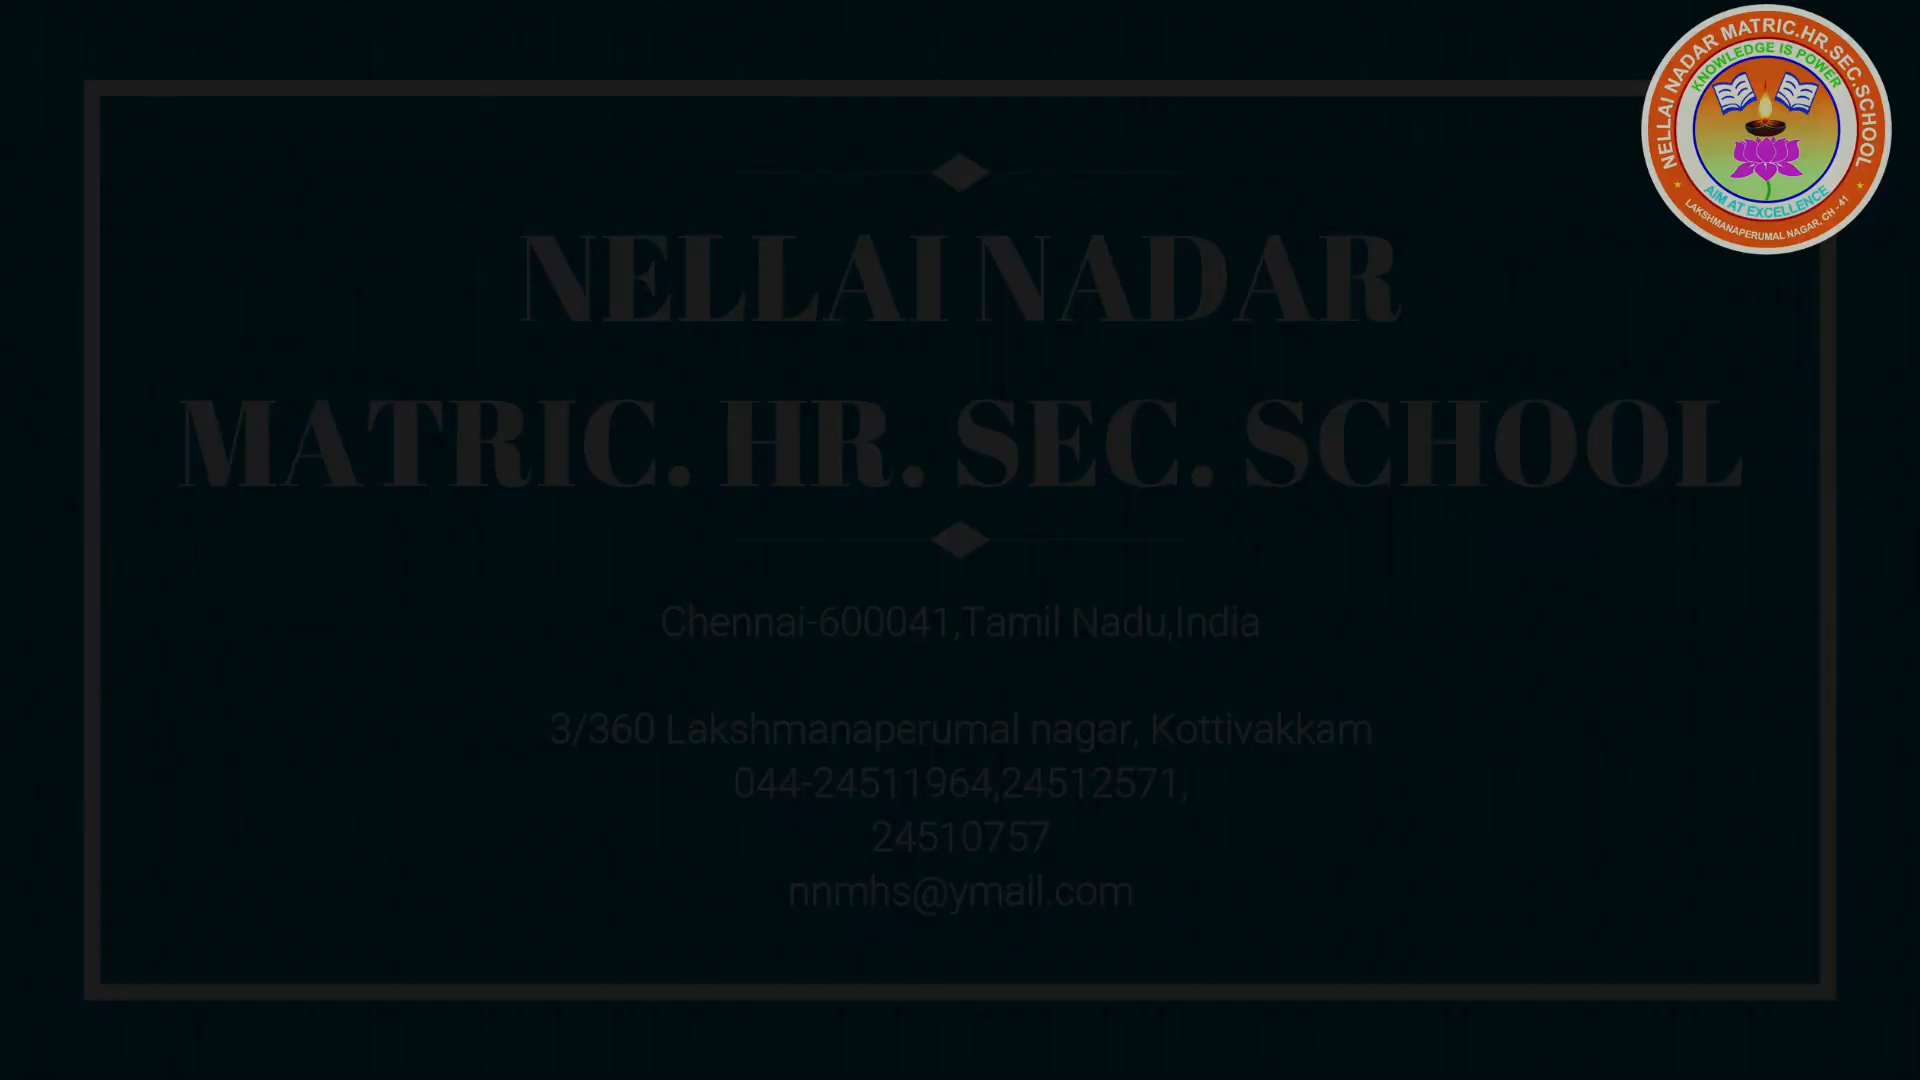 NELLAI NADAR MATRIC.HR.SEC.SCHOOL
KNOWLEDGE IS POWER
AIM AT EXCELLENCE
LAKSHMANAPERUMAL NAGAR, CH - 41
NELLAI NADAR
MATRIC. HR. SEC. SCHOOL
Chennai-600041,Tamil Nadu,India
3/360 Lakshmanaperumal nagar, Kottivakkam
044-24511964,24512571,
24510757
nnmhs@ymail.com